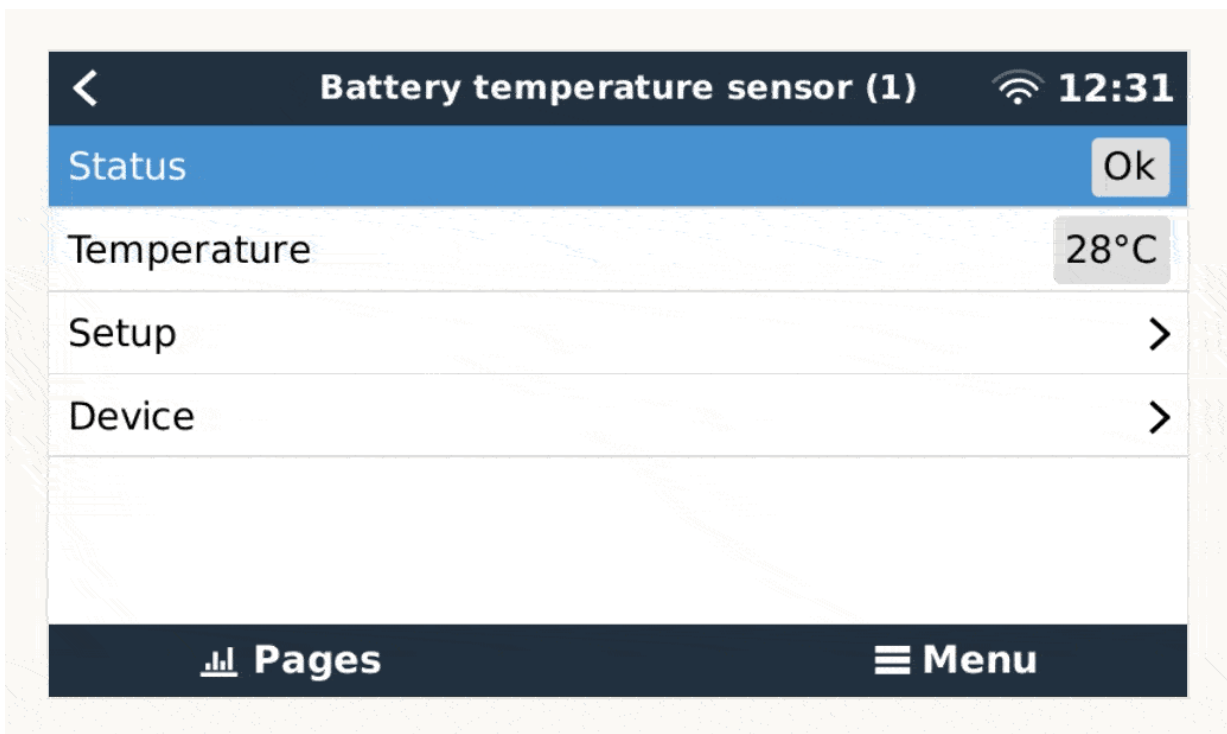 Battery temperature sensor (1) 12:31
Status Ok
Temperature 28°C
Setup
Device
Pages Menu